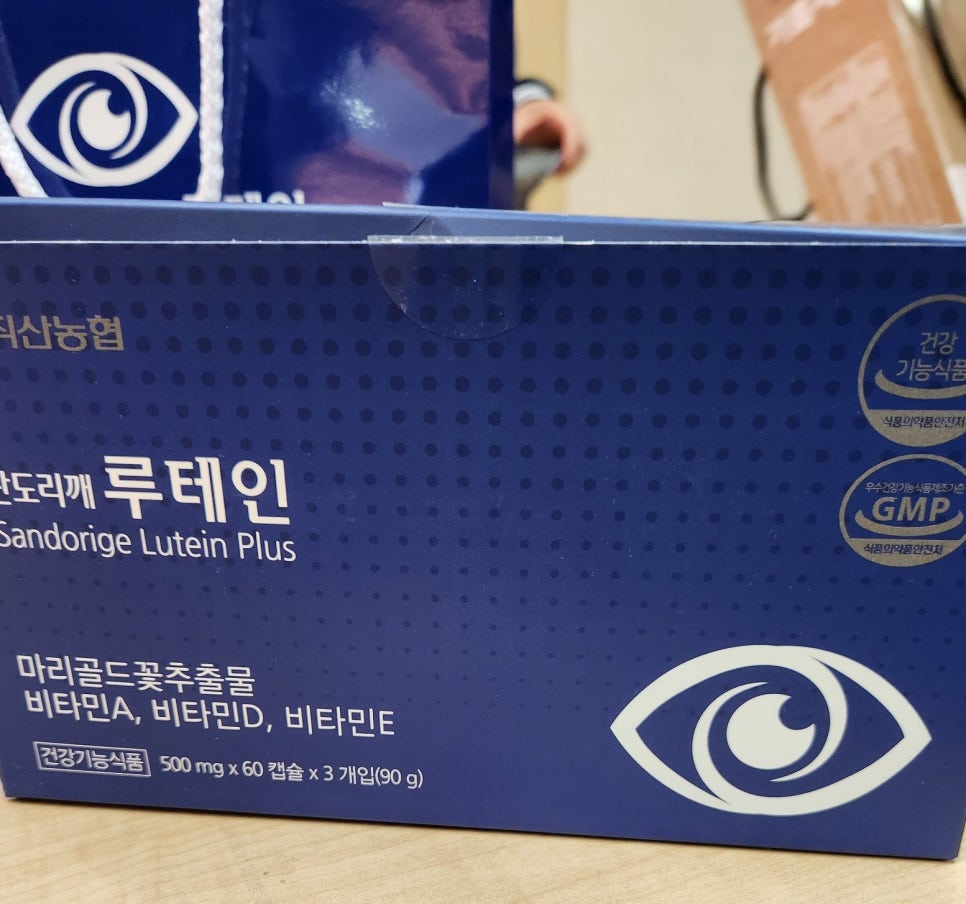 산농협
건강
기능식품
식품의약품안전처
도리깨 루테인
Sandorige Lutein Plus
우수건강기능식품제조기준
GMP
식품의약품안전처
마리골드꽃추출물
비타민A, 비타민D, 비타민E
건강기능식품 500 mg x 60 캡슐 x 3 개입(90 g)